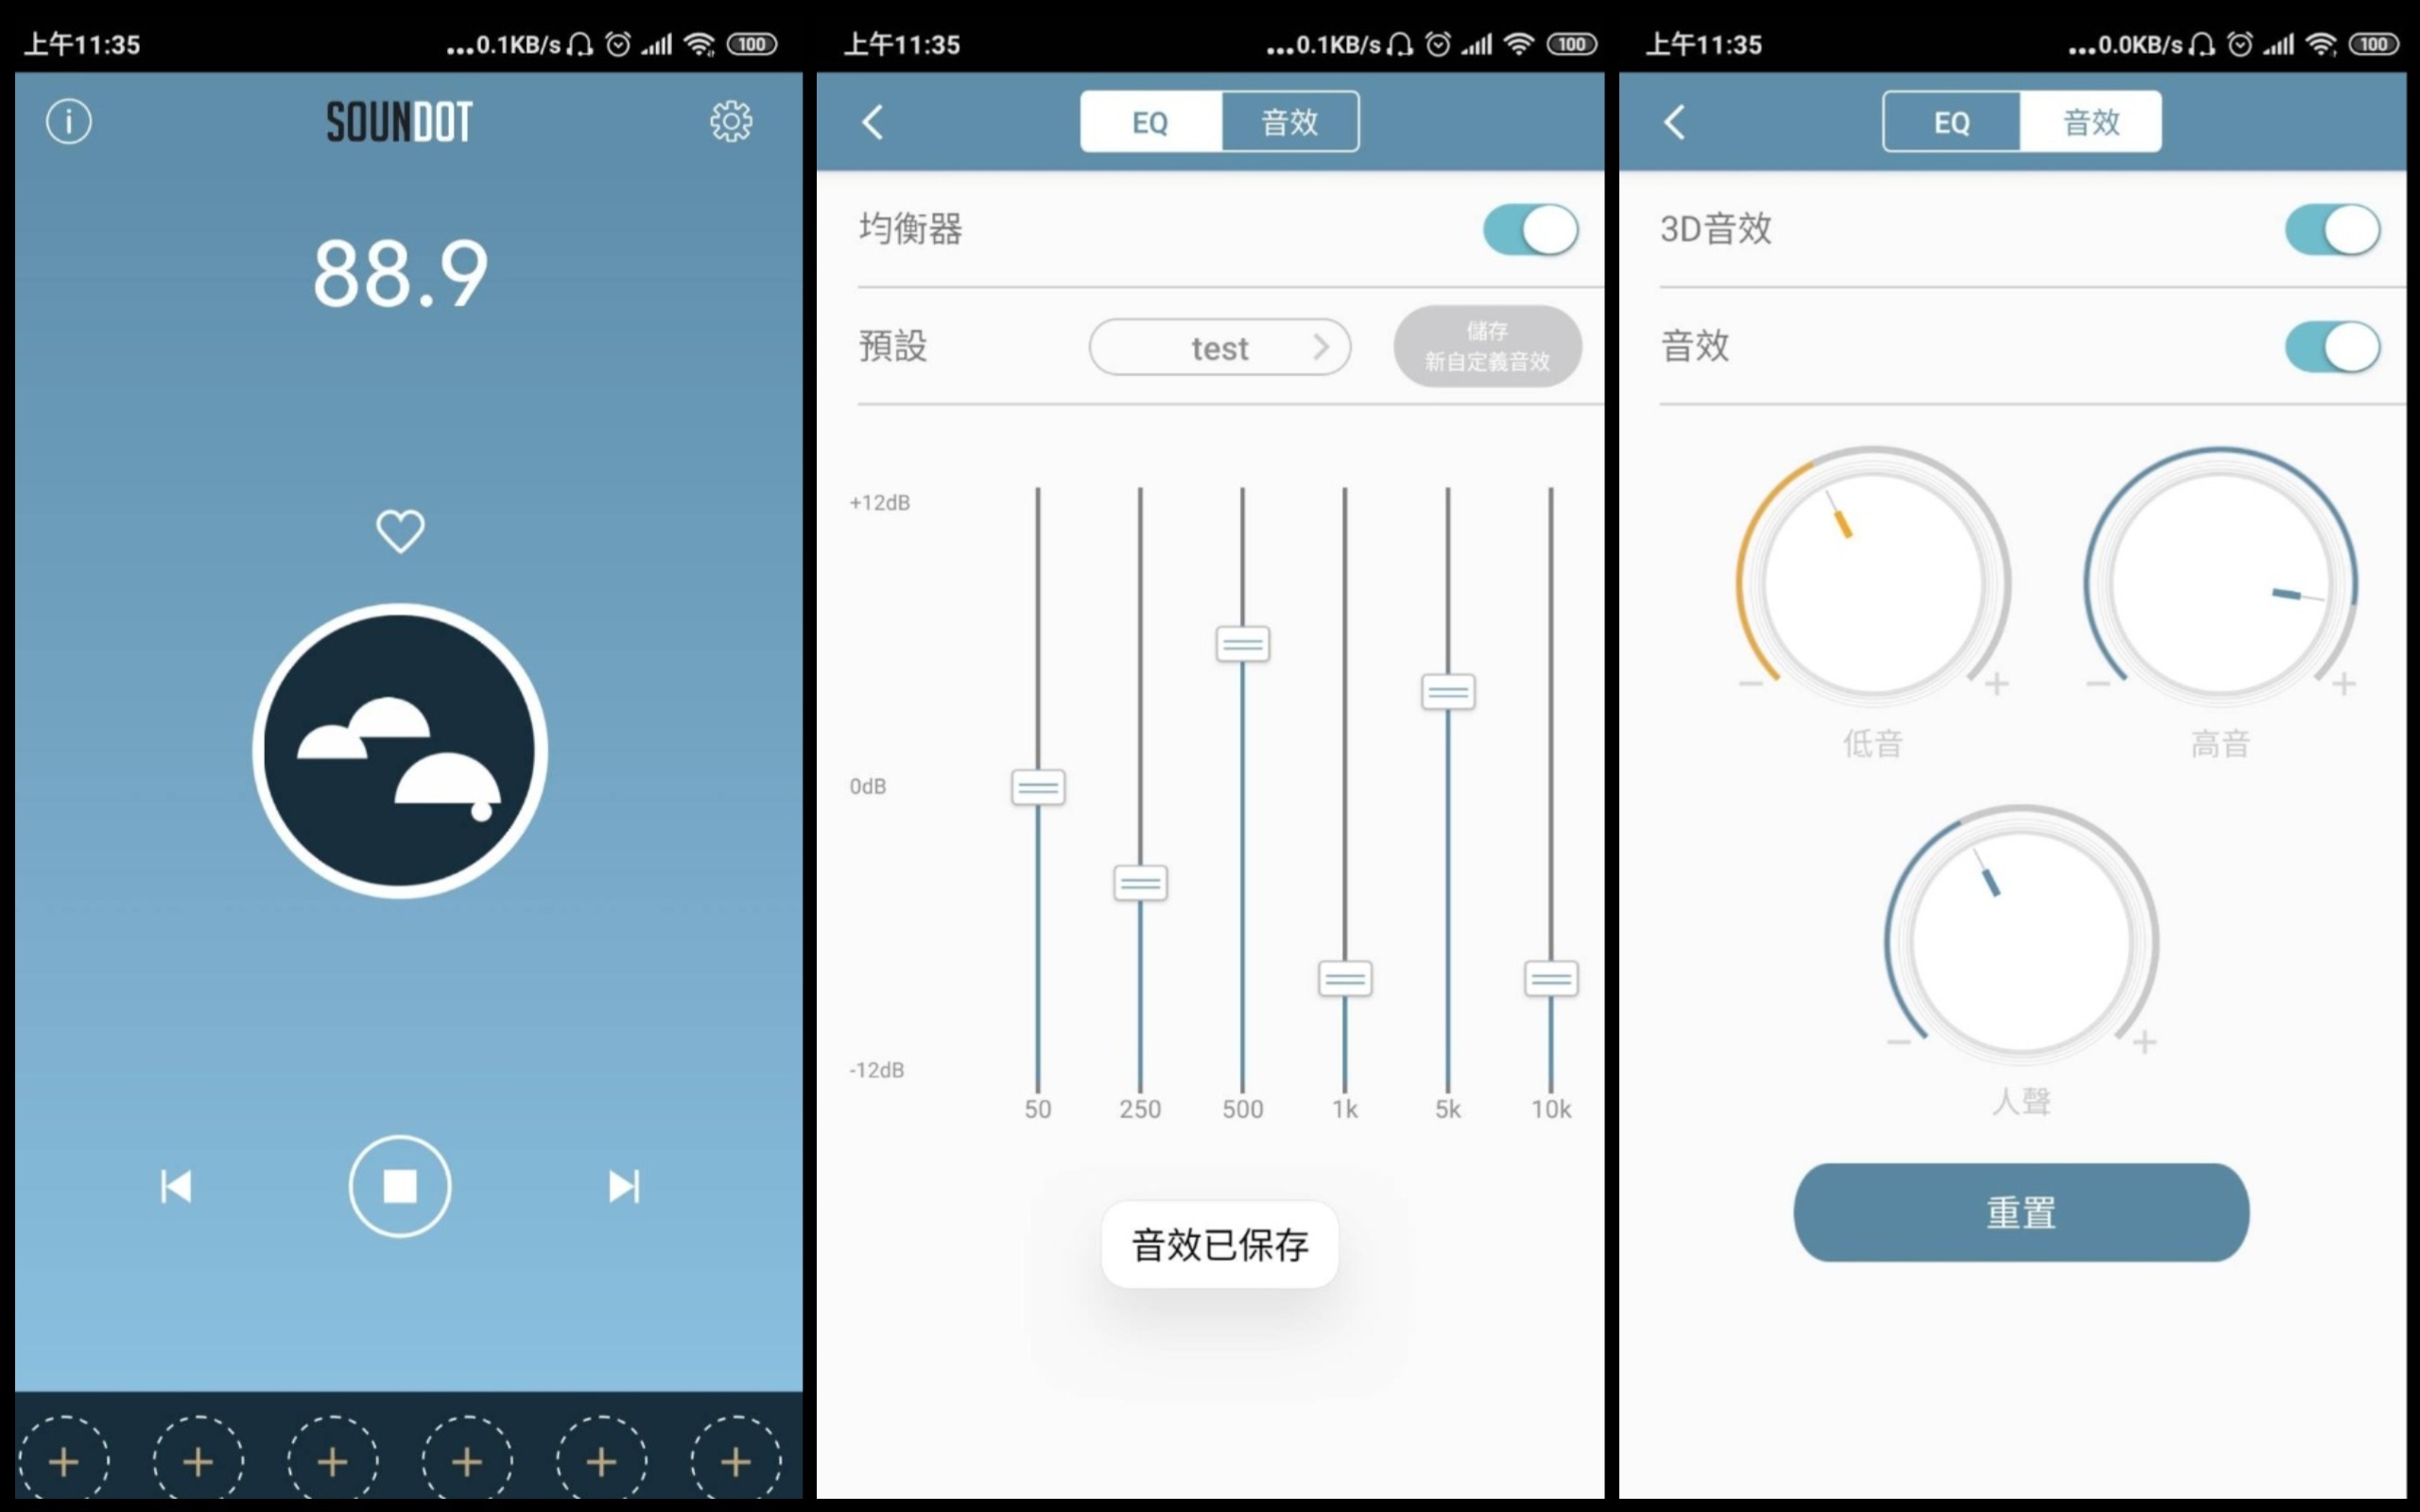 上午11:35
...0.1KB/s
100
SOUNDOT
88.9
上午11:35
...0.1KB/s
100
EQ
音效
均衡器
預設
test
儲存
新自定義音效
+12dB
0dB
-12dB
50 250 500 1k 5k 10k
音效已保存
上午11:35
...0.0KB/s
100
EQ
音效
3D音效
音效
− +
低音
− +
高音
− +
人聲
重置